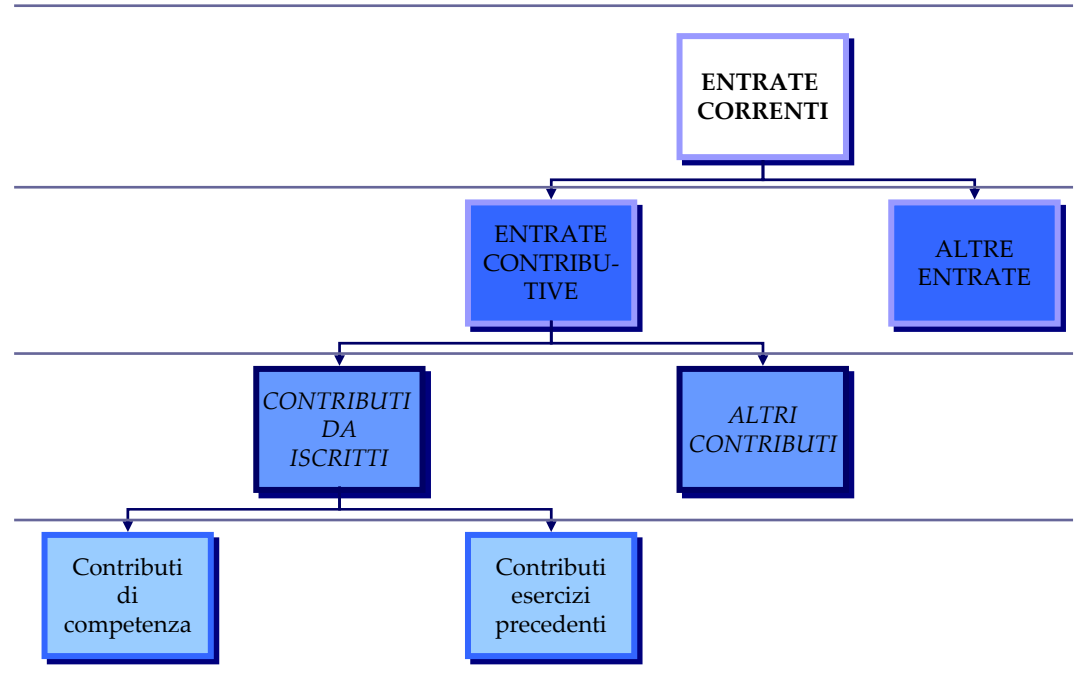 ENTRATE
CORRENTI
ENTRATE
CONTRIBU-
TIVE
ALTRE
ENTRATE
CONTRIBUTI
DA
ISCRITTI
ALTRI
CONTRIBUTI
Contributi
di
competenza
Contributi
esercizi
precedenti